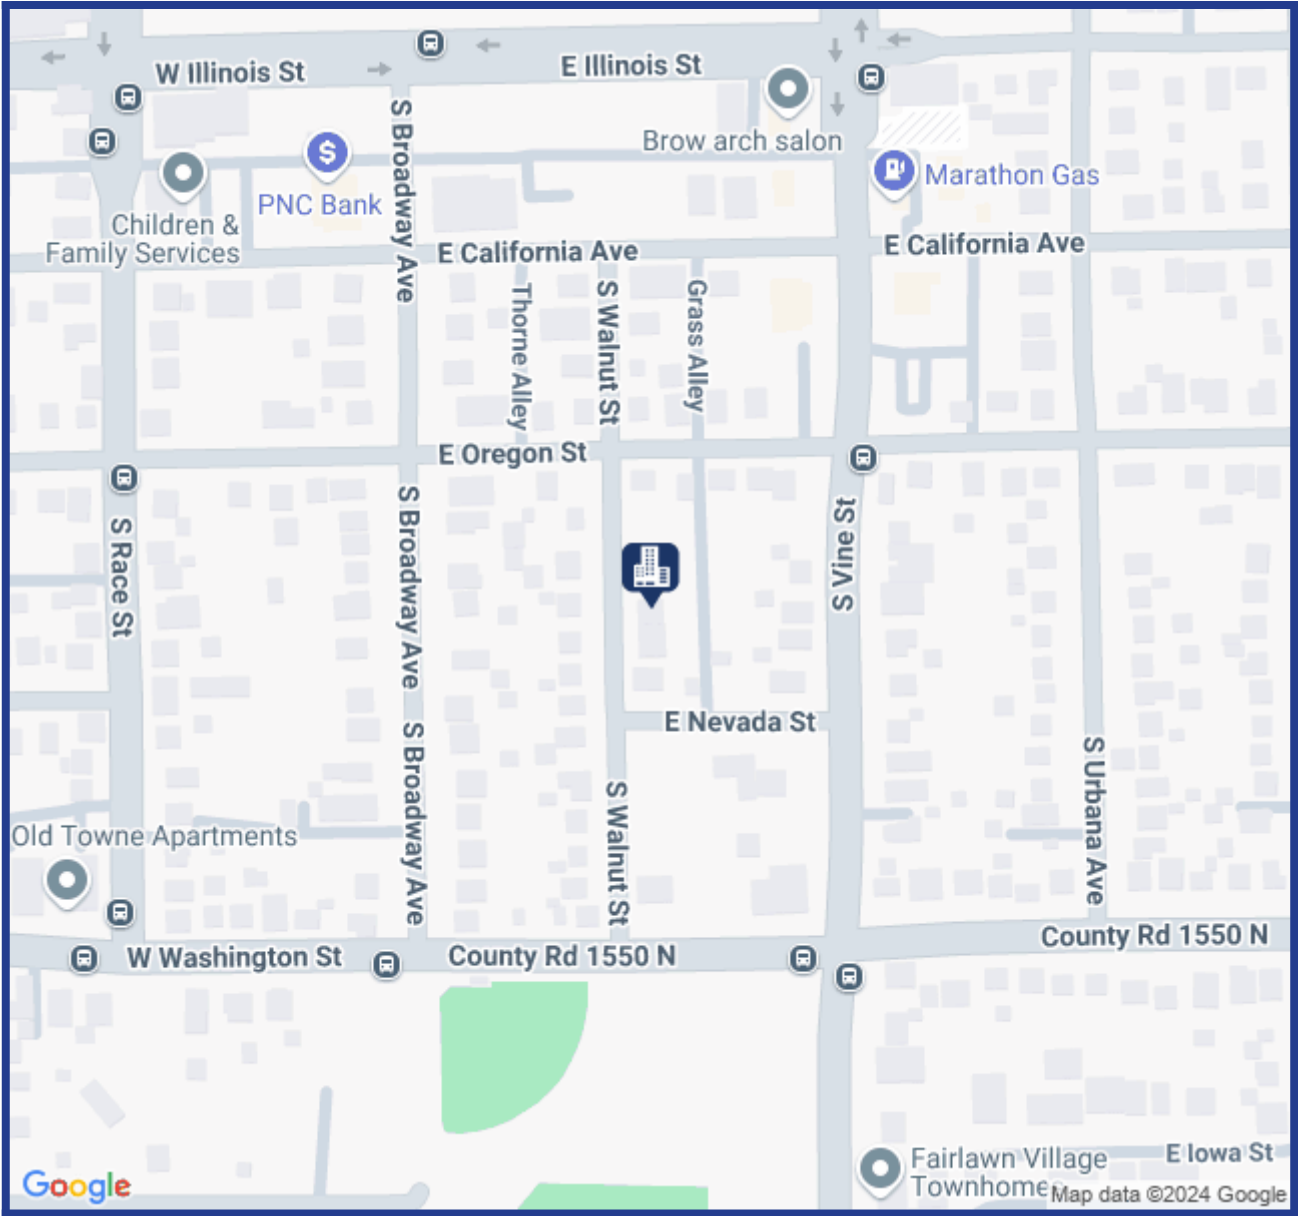 W Illinois St
E Illinois St
S Broadway Ave
Brow arch salon
$
PNC Bank
Marathon Gas
Children &
Family Services
E California Ave
E California Ave
Thorne Alley
S Walnut St
Grass Alley
E Oregon St
S Race St
S Broadway Ave
S Vine St
E Nevada St
S Broadway Ave
S Walnut St
S Urbana Ave
Old Towne Apartments
W Washington St
County Rd 1550 N
County Rd 1550 N
Fairlawn Village
Townhomes
E Iowa St
Google
Map data ©2024 Google